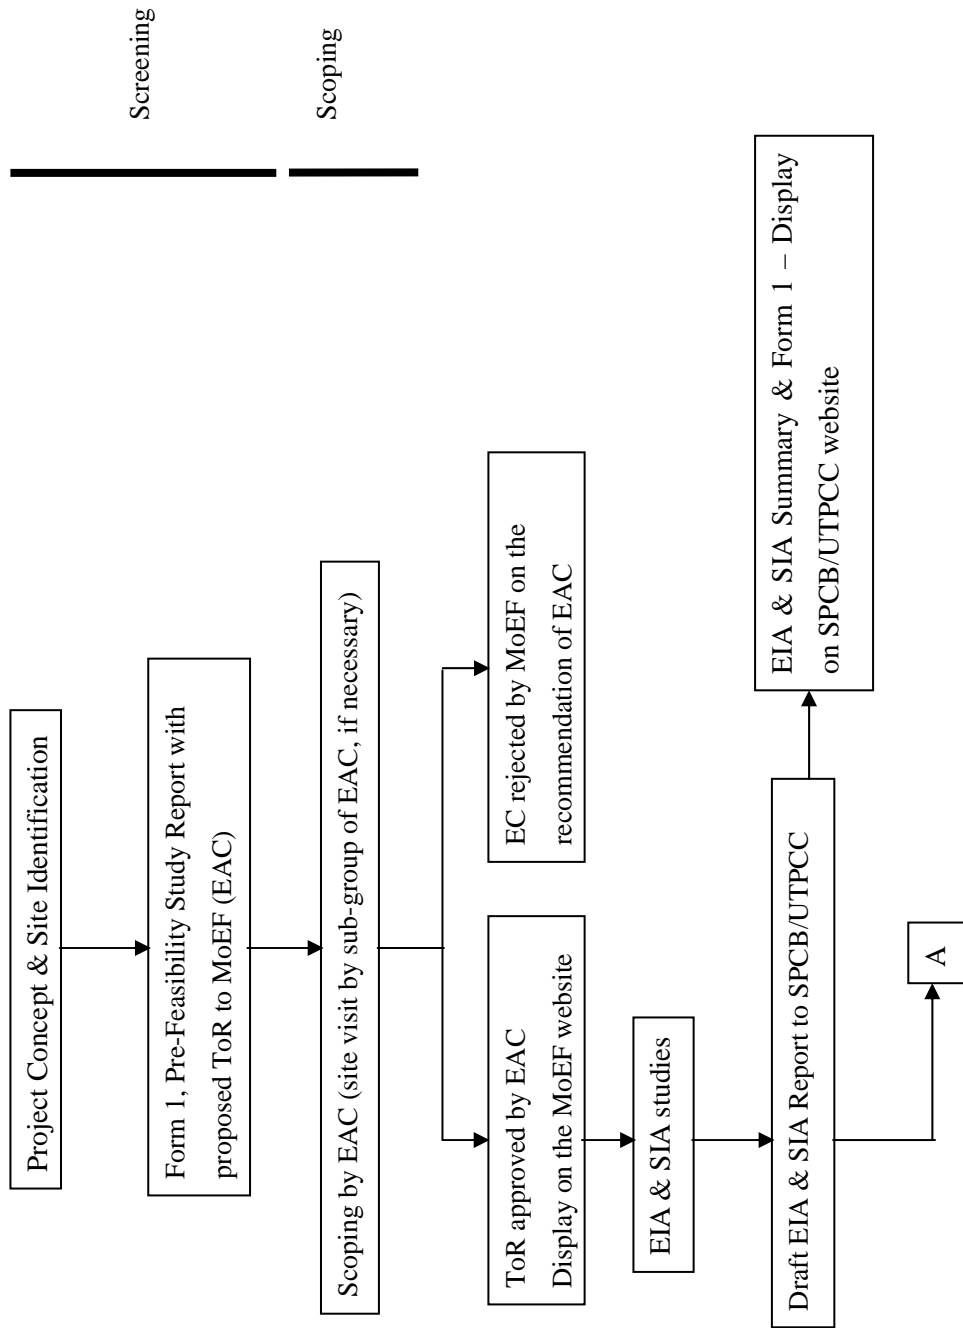 Project Concept & Site Identification
Screening
Form 1, Pre-Feasibility Study Report with
proposed ToR to MoEF (EAC)
Scoping by EAC (site visit by sub-group of EAC, if necessary)
Scoping
ToR approved by EAC
Display on the MoEF website
EC rejected by MoEF on the
recommendation of EAC
EIA & SIA studies
Draft EIA & SIA Report to SPCB/UTPCC
EIA & SIA Summary & Form 1 – Display
on SPCB/UTPCC website
A